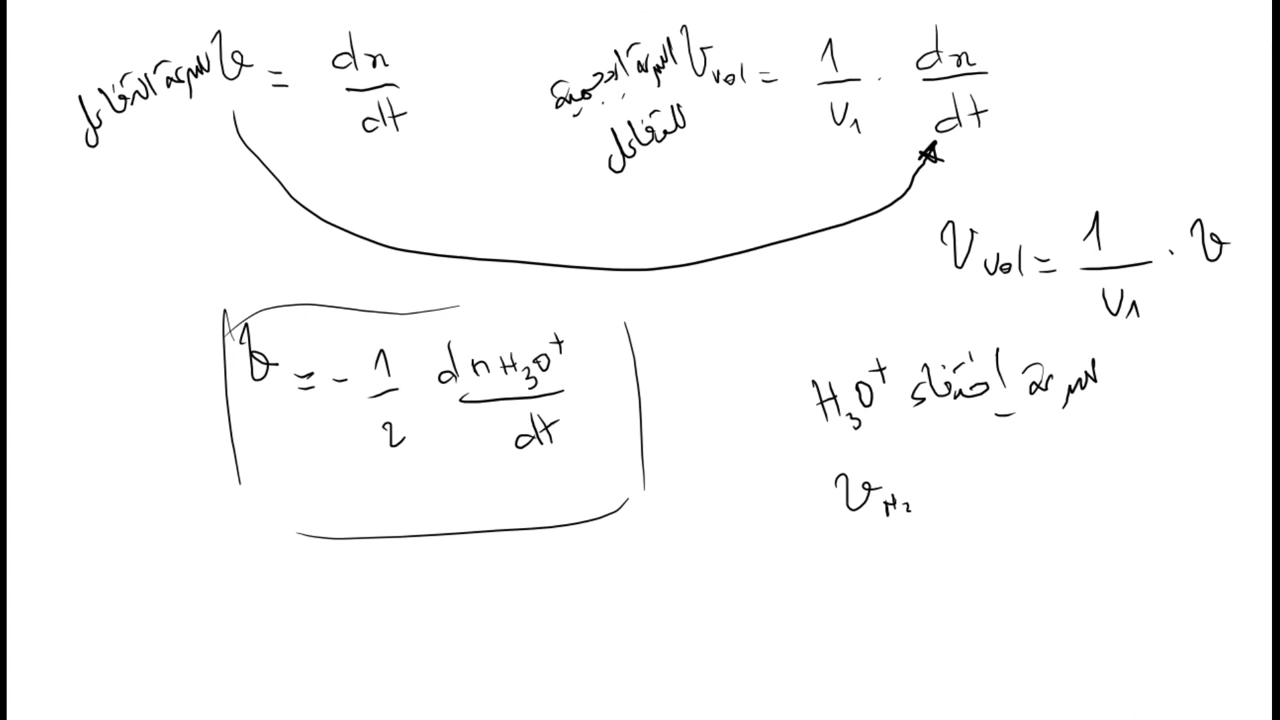 سرعة التفاعل v = dx/dt
السرعة الحجمية للتفاعل v_vol = 1/V₁ · dx/dt
v_vol = 1/V₁ · v
v = - 1/2 dn H₃O⁺/dt
سرعة اختفاء H₃O⁺
v_H₂